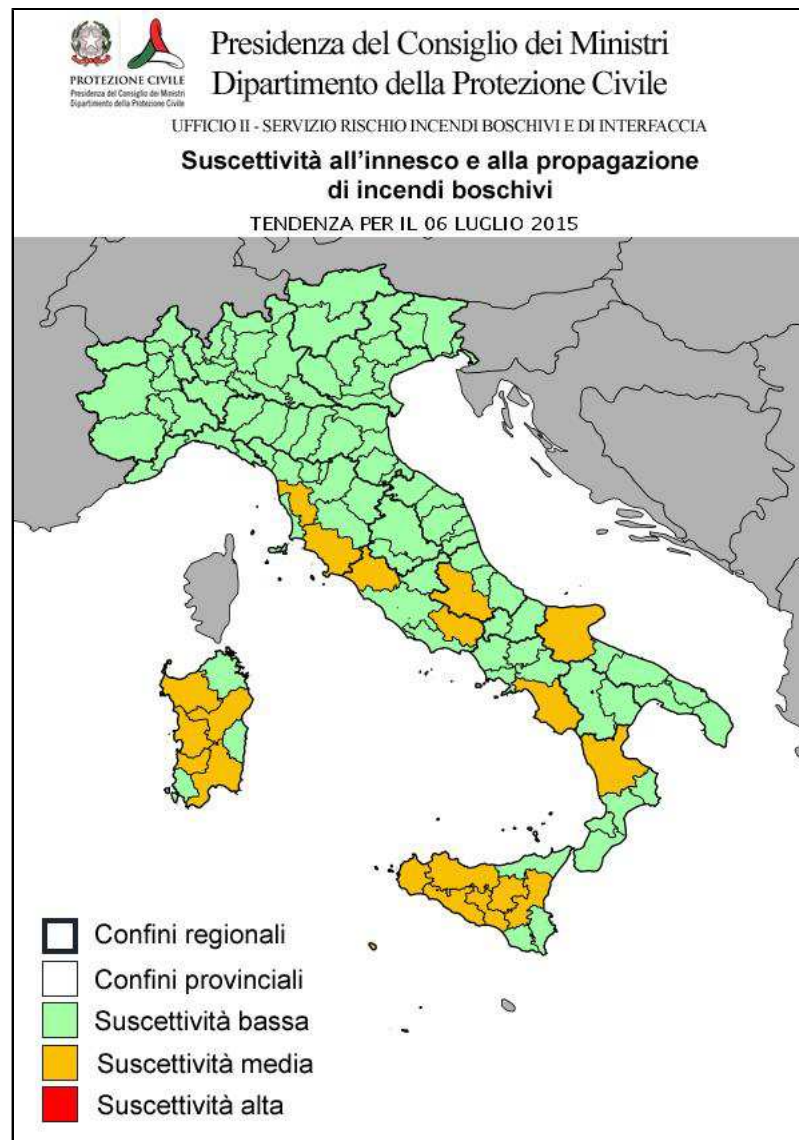 Presidenza del Consiglio dei Ministri
Dipartimento della Protezione Civile
PROTEZIONE CIVILE
Presidenza del Consiglio dei Ministri
Dipartimento della Protezione Civile
UFFICIO II - SERVIZIO RISCHIO INCENDI BOSCHIVI E DI INTERFACCIA
Suscettività all'innesco e alla propagazione
di incendi boschivi
TENDENZA PER IL 06 LUGLIO 2015
Confini regionali
Confini provinciali
Suscettività bassa
Suscettività media
Suscettività alta